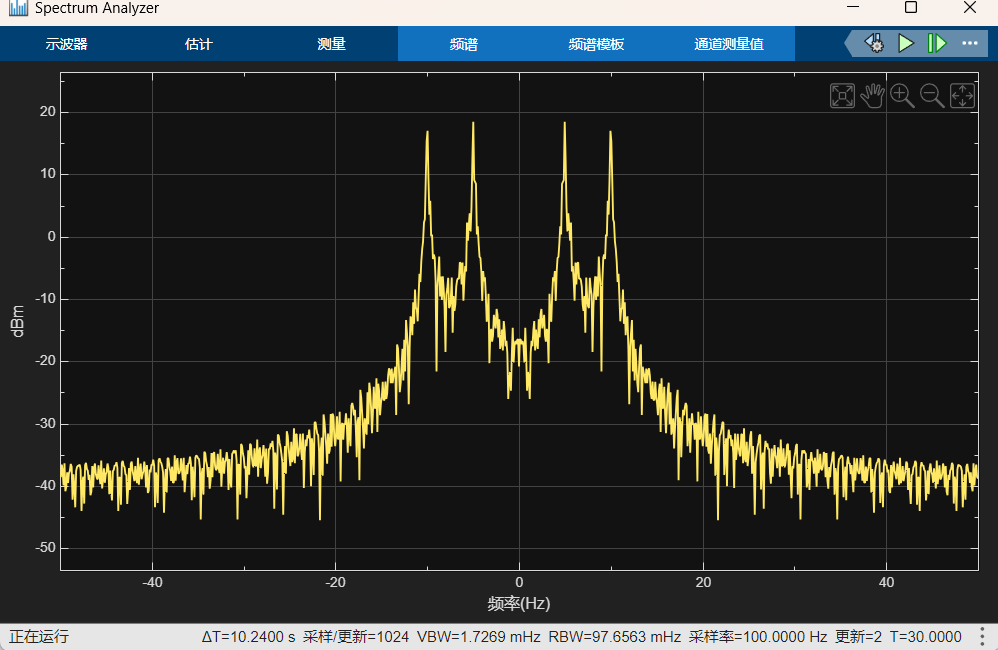 Spectrum Analyzer
示波器 估计 测量 频谱 频谱模板 通道测量值
20
10
0
-10
-20
-30
-40
-50
dBm
-40 -20 0 20 40
频率(Hz)
正在运行 ΔT=10.2400 s 采样/更新=1024 VBW=1.7269 mHz RBW=97.6563 mHz 采样率=100.0000 Hz 更新=2 T=30.0000